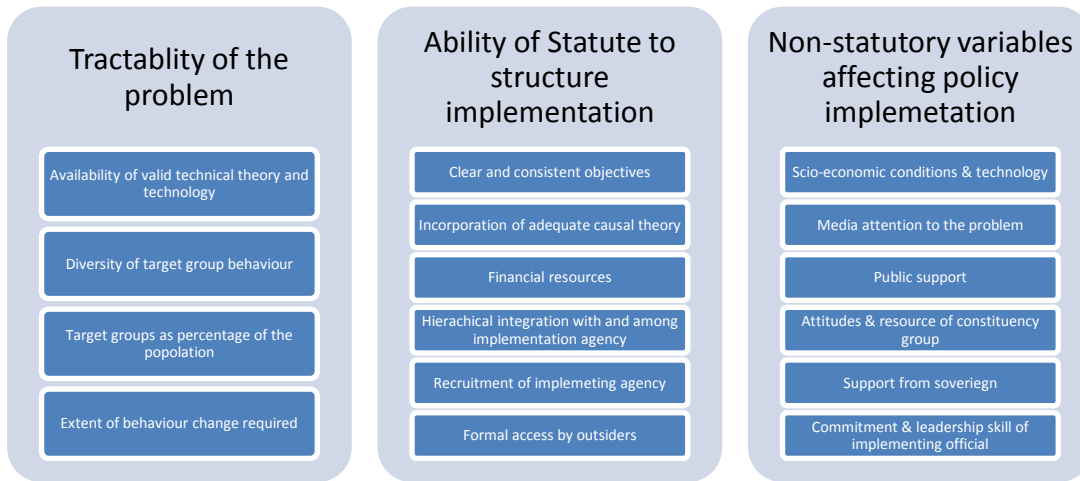 Tractablity of the
problem
Availability of valid technical theory and
technology
Diversity of target group behaviour
Target groups as percentage of the
popolation
Extent of behaviour change required
Ability of Statute to
structure
implementation
Clear and consistent objectives
Incorporation of adequate causal theory
Financial resources
Hierachical integration with and among
implementation agency
Recruitment of implemeting agency
Formal access by outsiders
Non-statutory variables
affecting policy
implemetation
Scio-economic conditions & technology
Media attention to the problem
Public support
Attitudes & resource of constituency
group
Support from soveriegn
Commitment & leadership skill of
implementing official